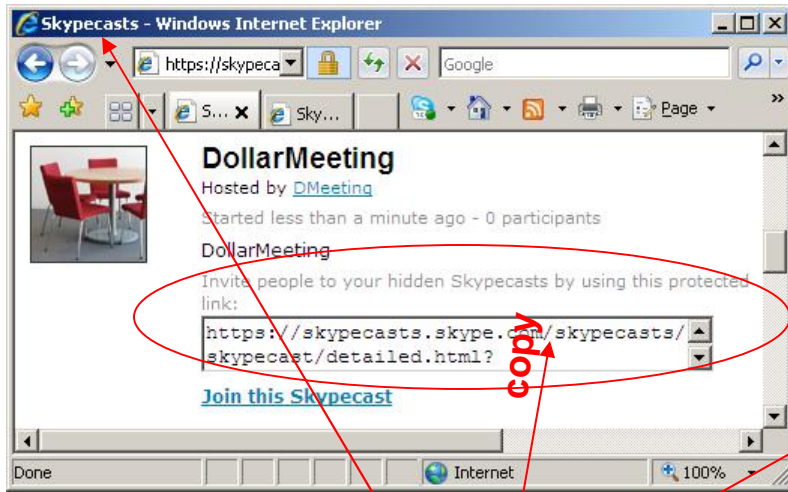 Skypecasts - Windows Internet Explorer
https://skypeca
Google
S...
Sky...
Page
DollarMeeting
Hosted by DMeeting
Started less than a minute ago - 0 participants
DollarMeeting
Invite people to your hidden Skypecasts by using this protected
link:
https://skypecasts.skype.com/skypecasts/
skypecast/detailed.html?
copy
Join this Skypecast
Done
Internet
100%